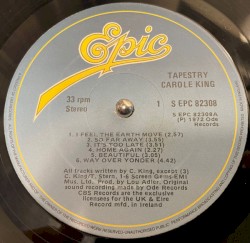 Epic
TAPESTRY
CAROLE KING
33 rpm
Stereo
1
S EPC 82308
(S EPC 82308A)
(P) 1972 Ode
Records
1. I FEEL THE EARTH MOVE (2.57)
2. SO FAR AWAY (3.55)
3. IT'S TOO LATE (3.51)
4. HOME AGAIN (2.27)
5. BEAUTIFUL (3.05)
6. WAY OVER YONDER (4.42)
All tracks written by C. King, except (3)
C. King/T. Stern, 1-6 Screen Gems-EMI
Mus. Ltd., Prod. by Lou Adler, Original
sound recording made by Ode Records
CBS Records are the exclusive
licensees for the UK & Eire
Record mfd. in Ireland